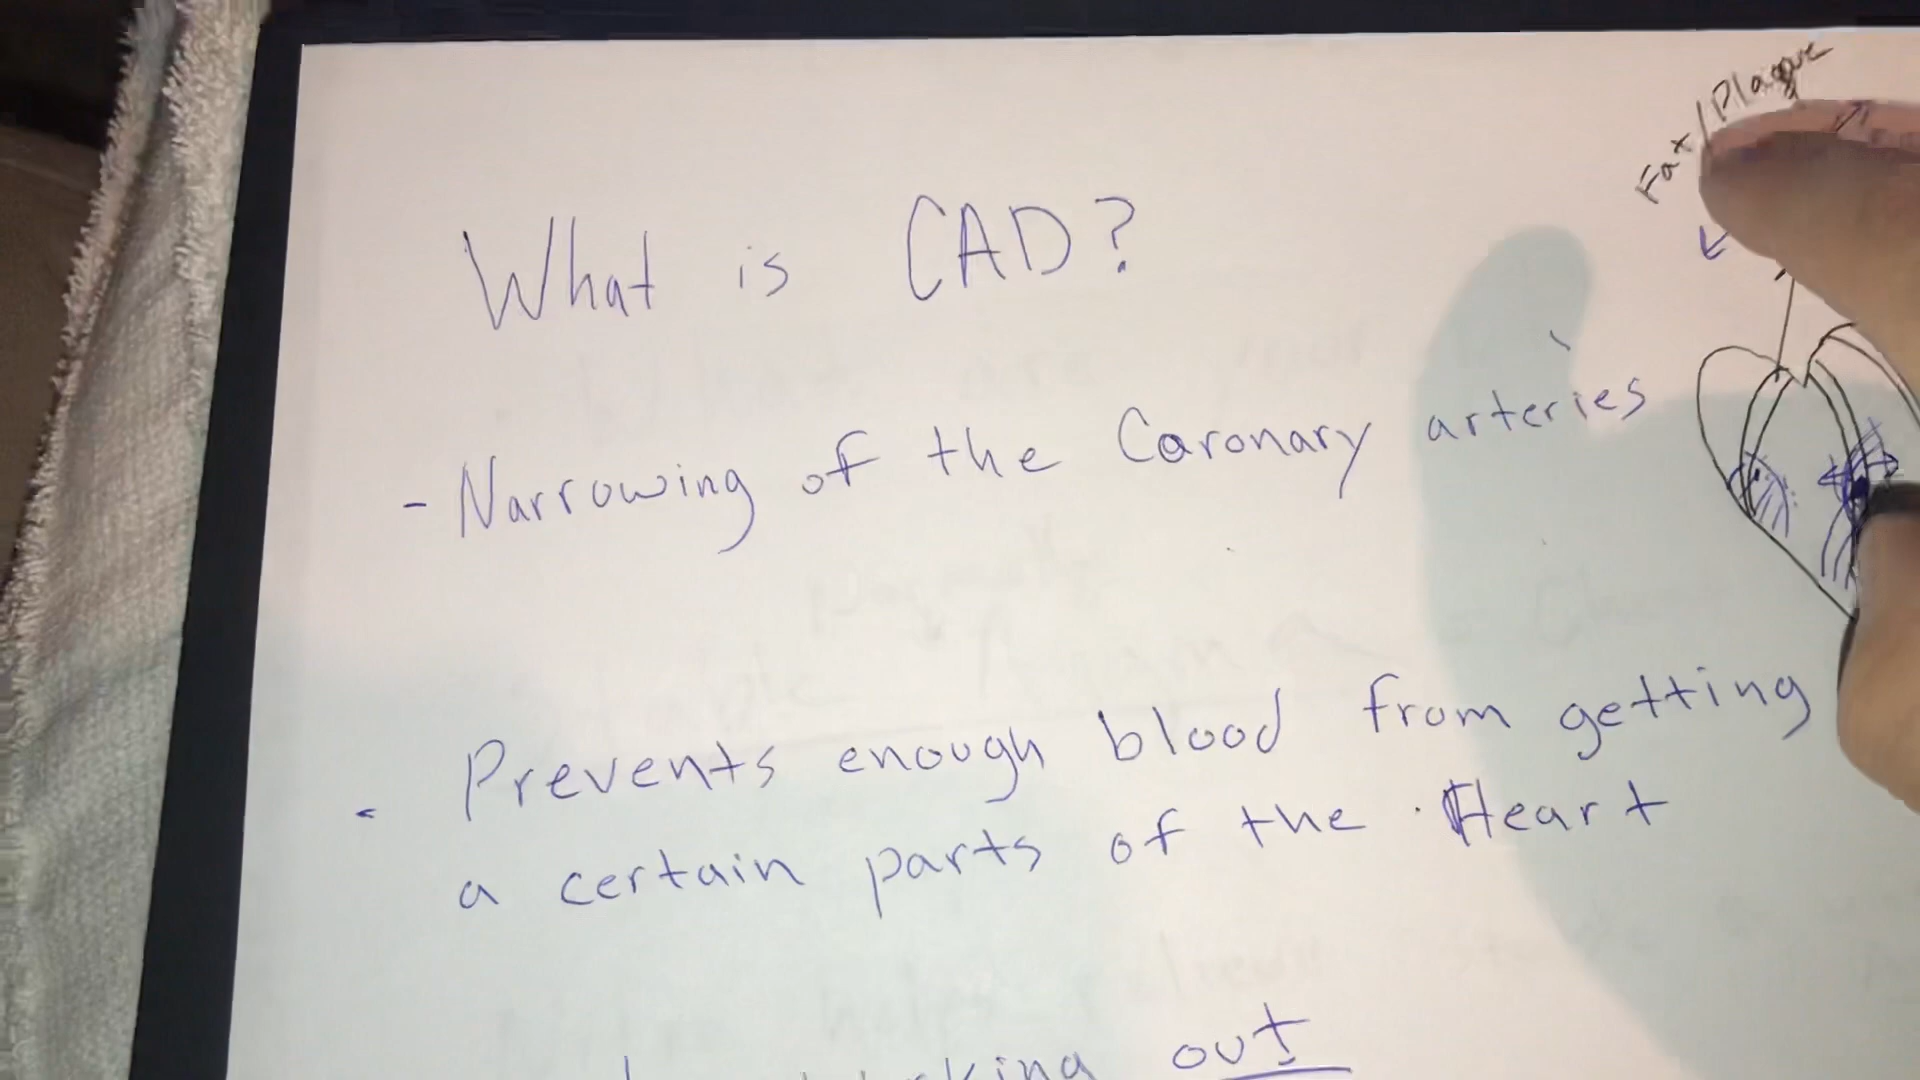 Fat/Plaque
What is CAD?
- Narrowing of the Caronary arteries
- Prevents enough blood from getting
a certain parts of the Heart
out